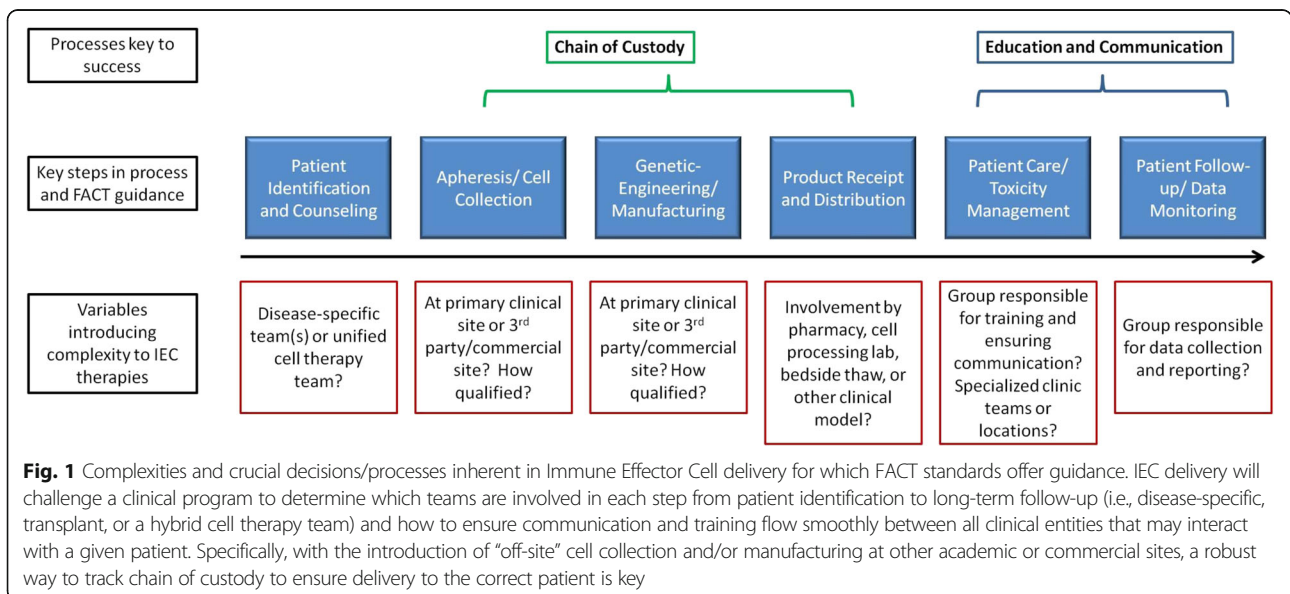 Processes key to
success
Chain of Custody
Education and Communication
Key steps in process
and FACT guidance
Patient
Identification
and Counseling
Apheresis/ Cell
Collection
Genetic-
Engineering/
Manufacturing
Product Receipt
and Distribution
Patient Care/
Toxicity
Management
Patient Follow-
up/ Data
Monitoring
Variables
introducing
complexity to IEC
therapies
Disease-specific
team(s) or unified
cell therapy
team?
At primary clinical
site or 3rd
party/commercial
site? How
qualified?
At primary clinical
site or 3rd
party/commercial
site? How
qualified?
Involvement by
pharmacy, cell
processing lab,
bedside thaw, or
other clinical
model?
Group responsible
for training and
ensuring
communication?
Specialized clinic
teams or
locations?
Group responsible
for data collection
and reporting?
Fig. 1 Complexities and crucial decisions/processes inherent in Immune Effector Cell delivery for which FACT standards offer guidance. IEC delivery will
challenge a clinical program to determine which teams are involved in each step from patient identification to long-term follow-up (i.e., disease-specific,
transplant, or a hybrid cell therapy team) and how to ensure communication and training flow smoothly between all clinical entities that may interact
with a given patient. Specifically, with the introduction of “off-site” cell collection and/or manufacturing at other academic or commercial sites, a robust
way to track chain of custody to ensure delivery to the correct patient is key